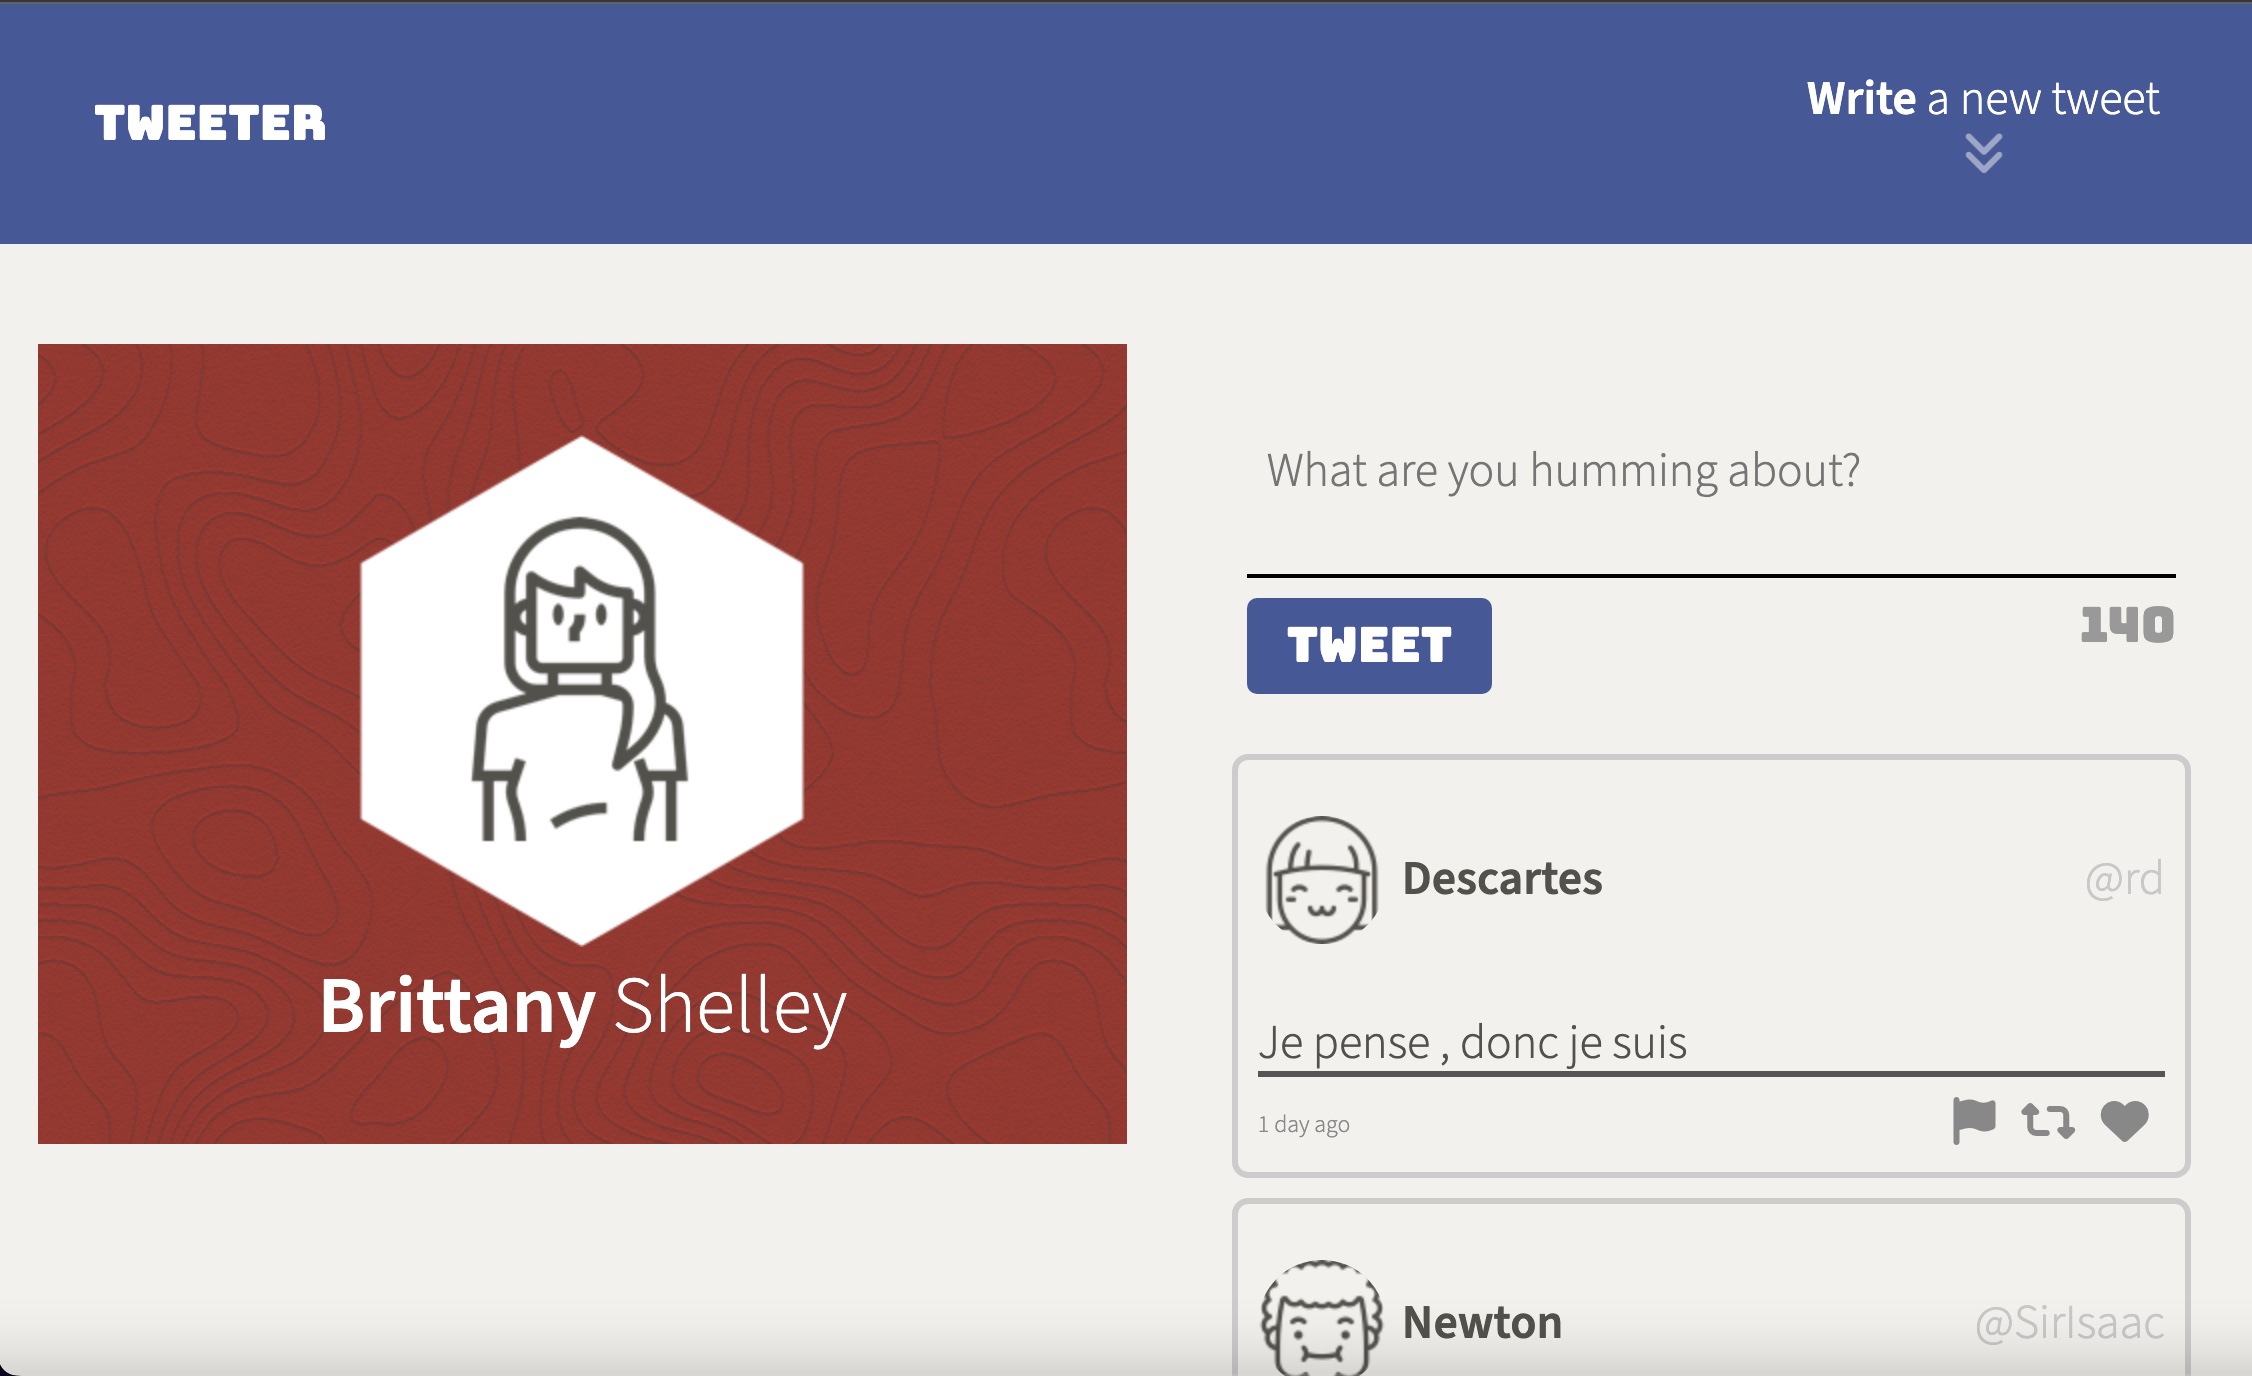 TWEETER
Write a new tweet
Brittany Shelley
What are you humming about?
TWEET
140
Descartes
@rd
Je pense , donc je suis
1 day ago
Newton
@SirIsaac